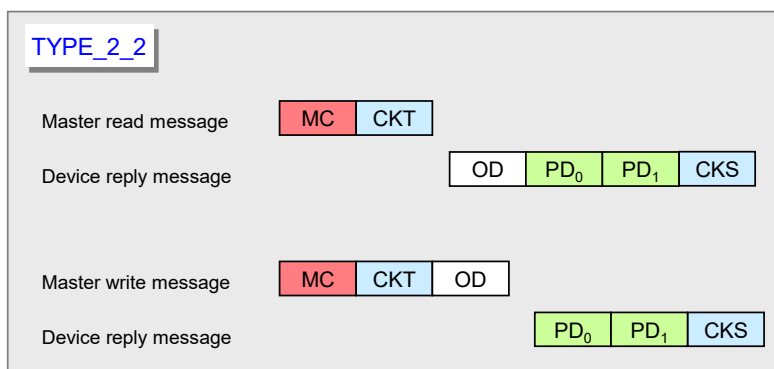 TYPE_2_2
Master read message MC CKT
Device reply message OD PD₀ PD₁ CKS
Master write message MC CKT OD
Device reply message PD₀ PD₁ CKS